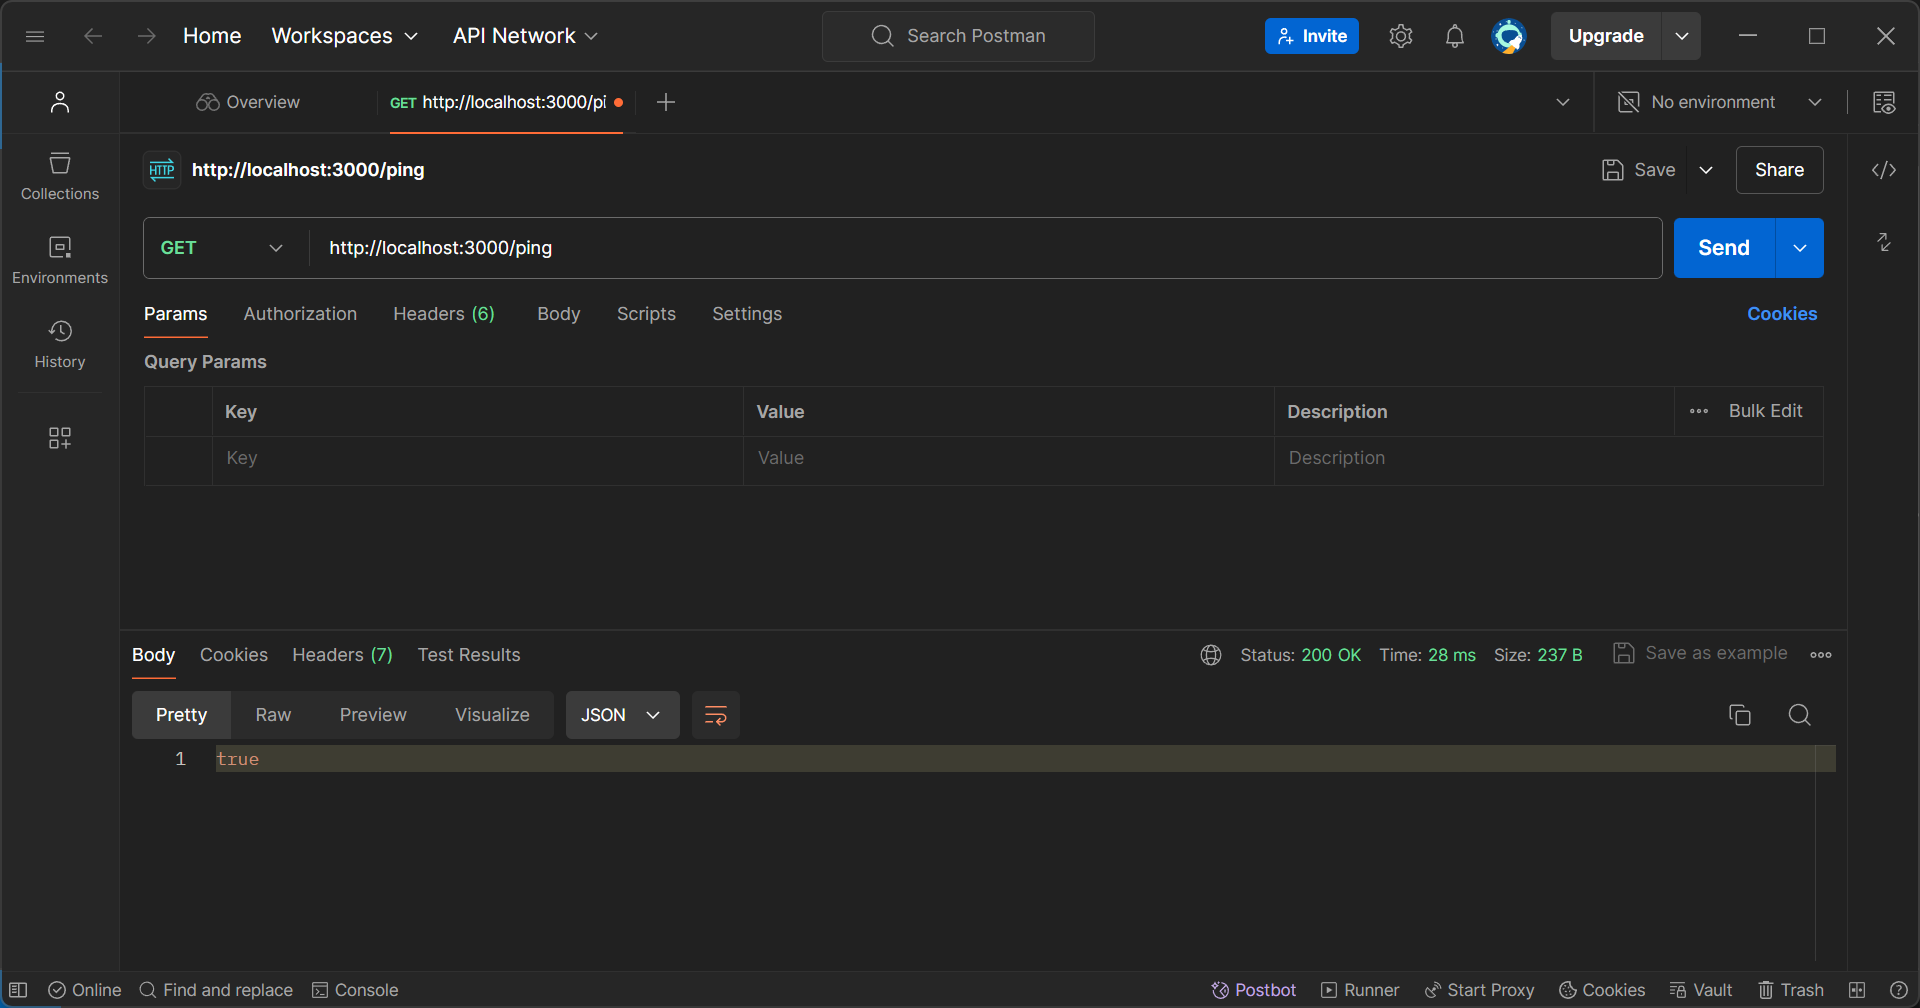 Home Workspaces API Network Search Postman Invite Upgrade
Overview GET http://localhost:3000/pi No environment
HTTP http://localhost:3000/ping Save Share
Collections
Environments
History
GET http://localhost:3000/ping Send
Params Authorization Headers (6) Body Scripts Settings Cookies
Query Params
Key Value Description Bulk Edit
Key Value Description
Body Cookies Headers (7) Test Results Status: 200 OK Time: 28 ms Size: 237 B Save as example
Pretty Raw Preview Visualize JSON
1 true
Online Find and replace Console Postbot Runner Start Proxy Cookies Vault Trash